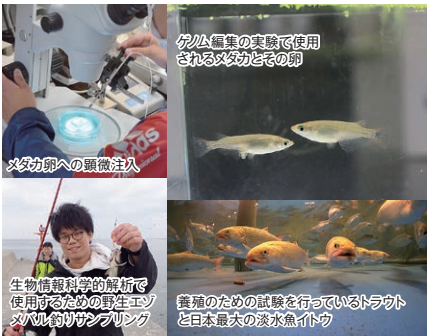 ゲノム編集の実験で使用
されるメダカとその卵
メダカ卵への顕微注入
生物情報科学的解析で
使用するための野生エゾ
メバル釣りサンプリング
養殖のための試験を行っているトラウト
と日本最大の淡水魚イトウ